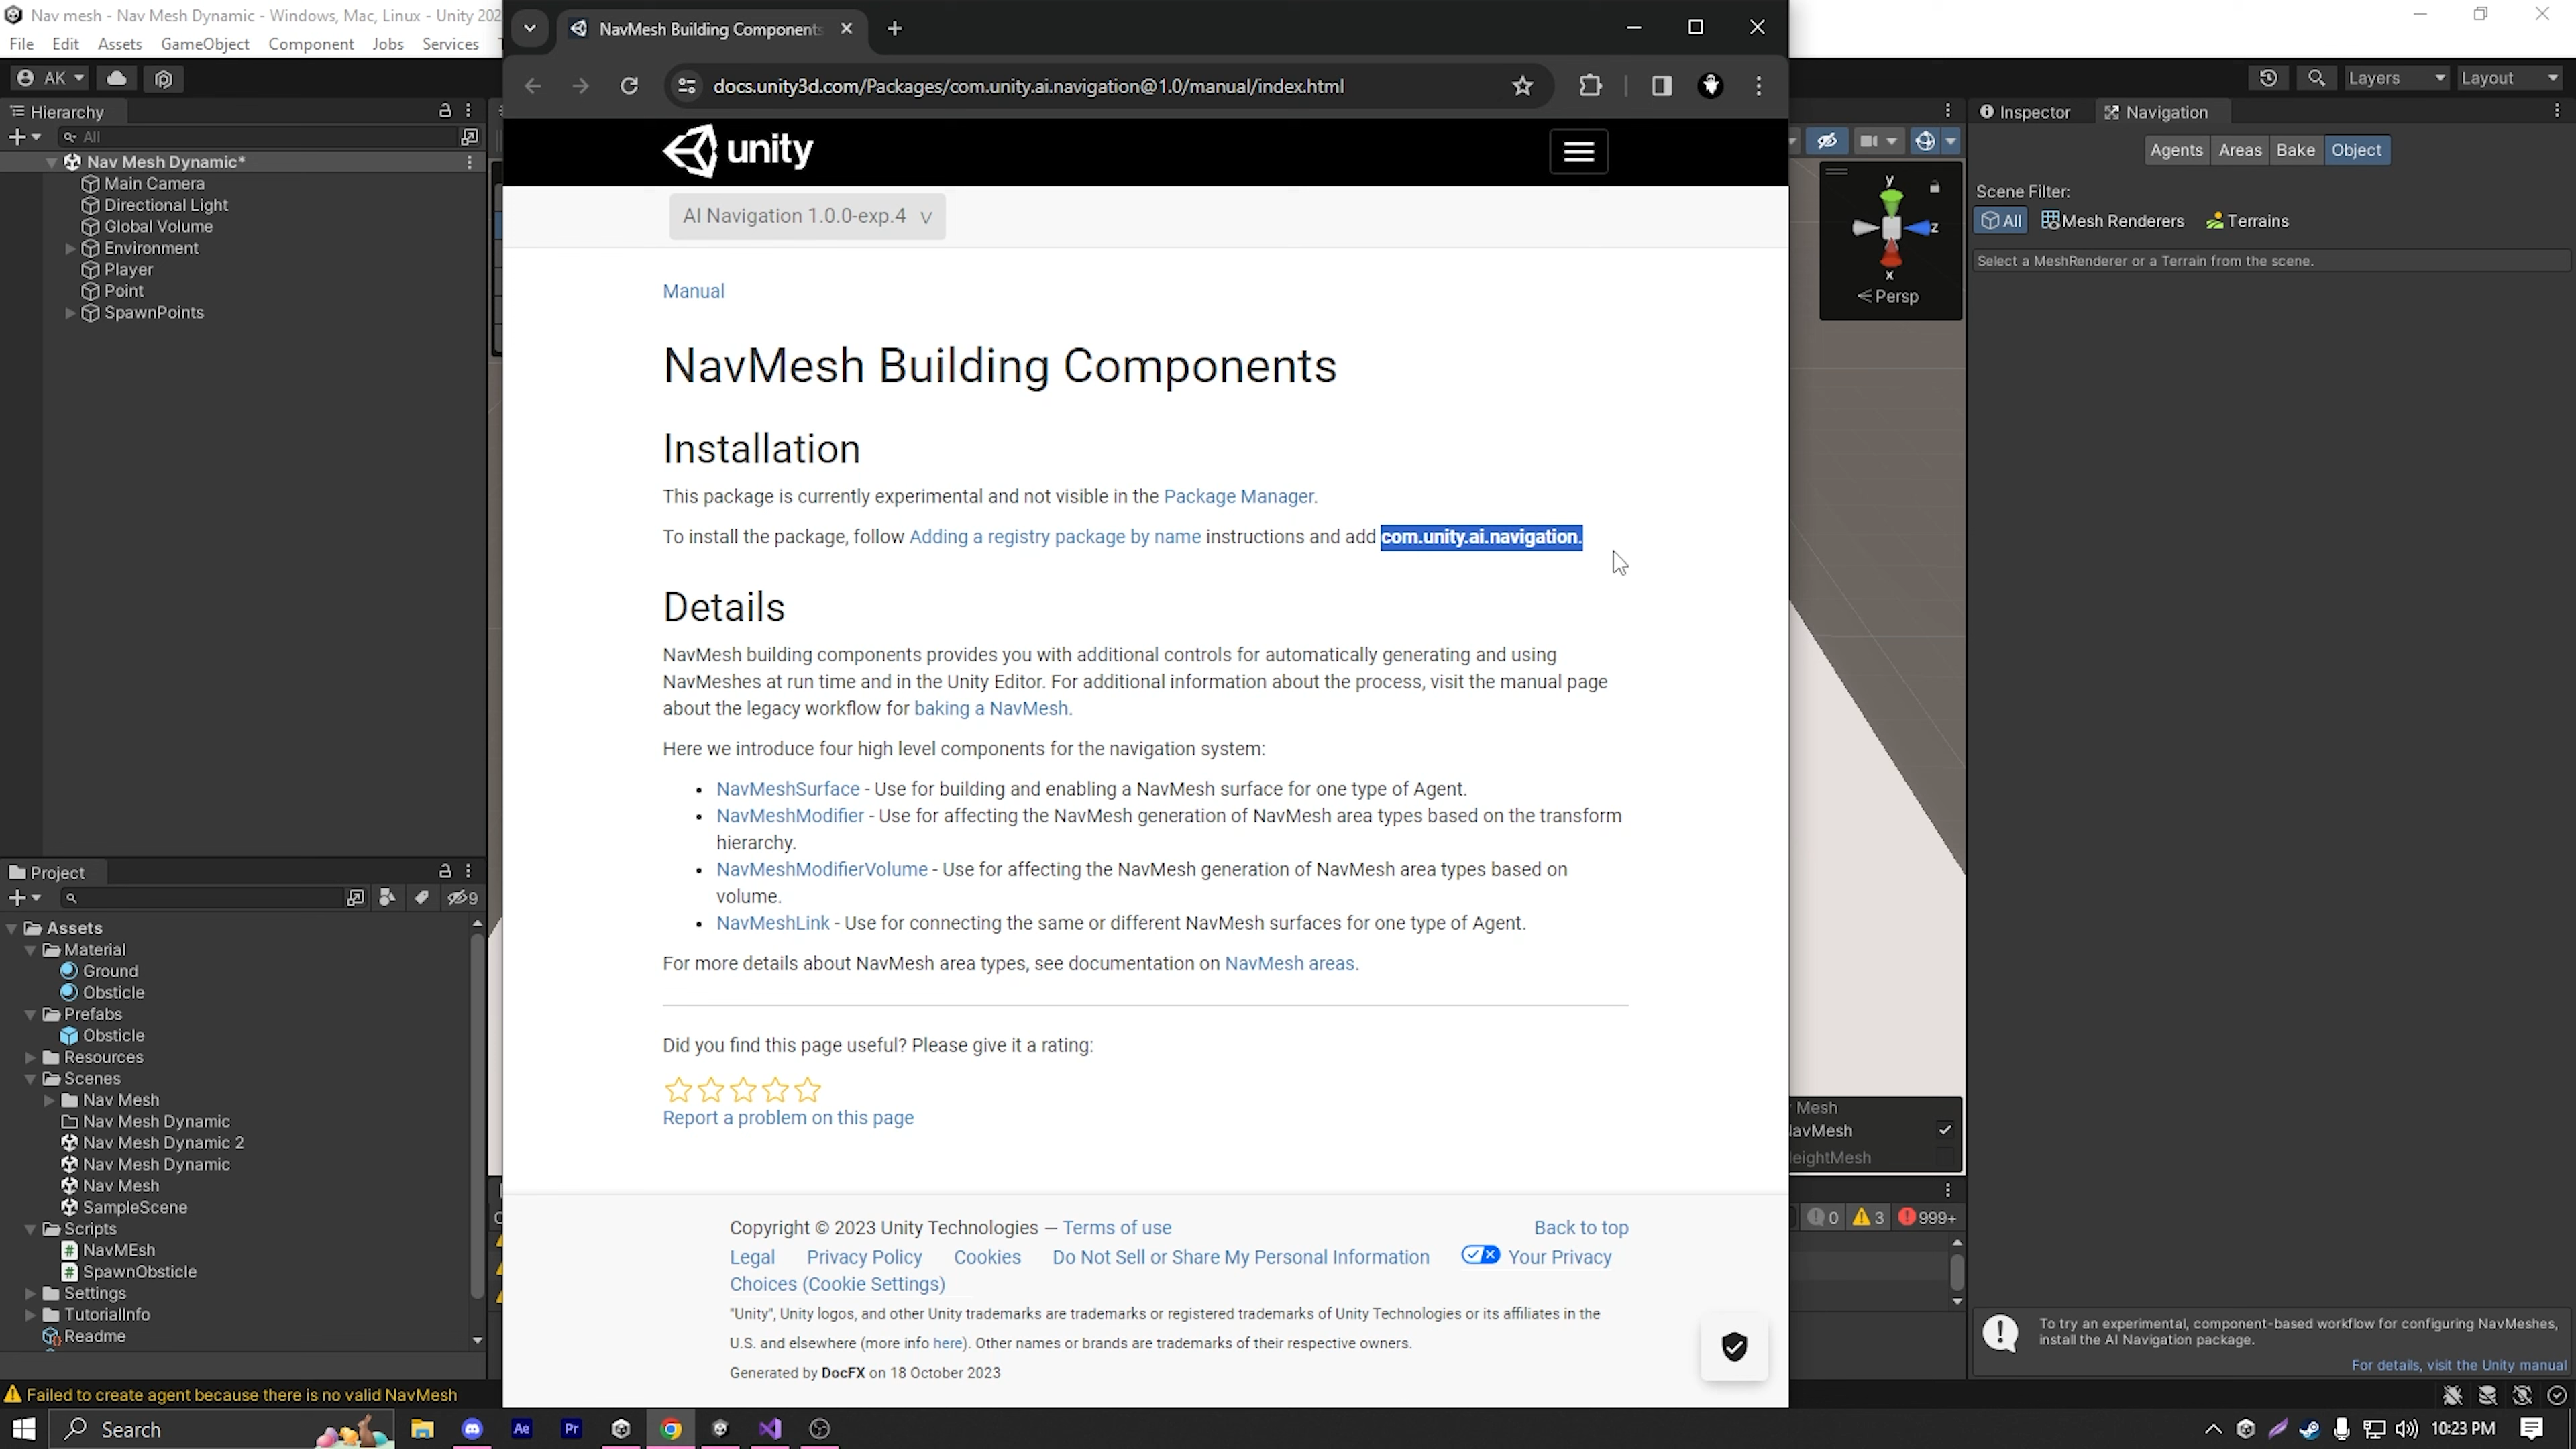 Nav mesh - Nav Mesh Dynamic - Windows, Mac, Linux - Unity 202
File Edit Assets GameObject Component Jobs Services
AK
Layers
Layout
Hierarchy
All
Nav Mesh Dynamic*
Main Camera
Directional Light
Global Volume
Environment
Player
Point
SpawnPoints
Project
9
Assets
Material
Ground
Obsticle
Prefabs
Obsticle
Resources
Scenes
Nav Mesh
Nav Mesh Dynamic
Nav Mesh Dynamic 2
Nav Mesh Dynamic
Nav Mesh
SampleScene
Scripts
NavMEsh
SpawnObsticle
Settings
TutorialInfo
Readme
Failed to create agent because there is no valid NavMesh
NavMesh Building Components
docs.unity3d.com/Packages/com.unity.ai.navigation@1.0/manual/index.html
unity
AI Navigation 1.0.0-exp.4
Manual
NavMesh Building Components
Installation
This package is currently experimental and not visible in the Package Manager.
To install the package, follow Adding a registry package by name instructions and add com.unity.ai.navigation.
Details
NavMesh building components provides you with additional controls for automatically generating and using
NavMeshes at run time and in the Unity Editor. For additional information about the process, visit the manual page
about the legacy workflow for baking a NavMesh.
Here we introduce four high level components for the navigation system:
• NavMeshSurface - Use for building and enabling a NavMesh surface for one type of Agent.
• NavMeshModifier - Use for affecting the NavMesh generation of NavMesh area types based on the transform
hierarchy.
• NavMeshModifierVolume - Use for affecting the NavMesh generation of NavMesh area types based on
volume.
• NavMeshLink - Use for connecting the same or different NavMesh surfaces for one type of Agent.
For more details about NavMesh area types, see documentation on NavMesh areas.
Did you find this page useful? Please give it a rating:
Report a problem on this page
Copyright © 2023 Unity Technologies — Terms of use
Back to top
Legal Privacy Policy Cookies Do Not Sell or Share My Personal Information Your Privacy
Choices (Cookie Settings)
"Unity", Unity logos, and other Unity trademarks are trademarks or registered trademarks of Unity Technologies or its affiliates in the
U.S. and elsewhere (more info here). Other names or brands are trademarks of their respective owners.
Generated by DocFX on 18 October 2023
y
z
x
Persp
Mesh
NavMesh
HeightMesh
0 3 999+
Inspector Navigation
Agents Areas Bake Object
Scene Filter:
All Mesh Renderers Terrains
Select a MeshRenderer or a Terrain from the scene.
To try an experimental, component-based workflow for configuring NavMeshes,
install the AI Navigation package.
For details, visit the Unity manual
Search
Ae
Pr
10:23 PM